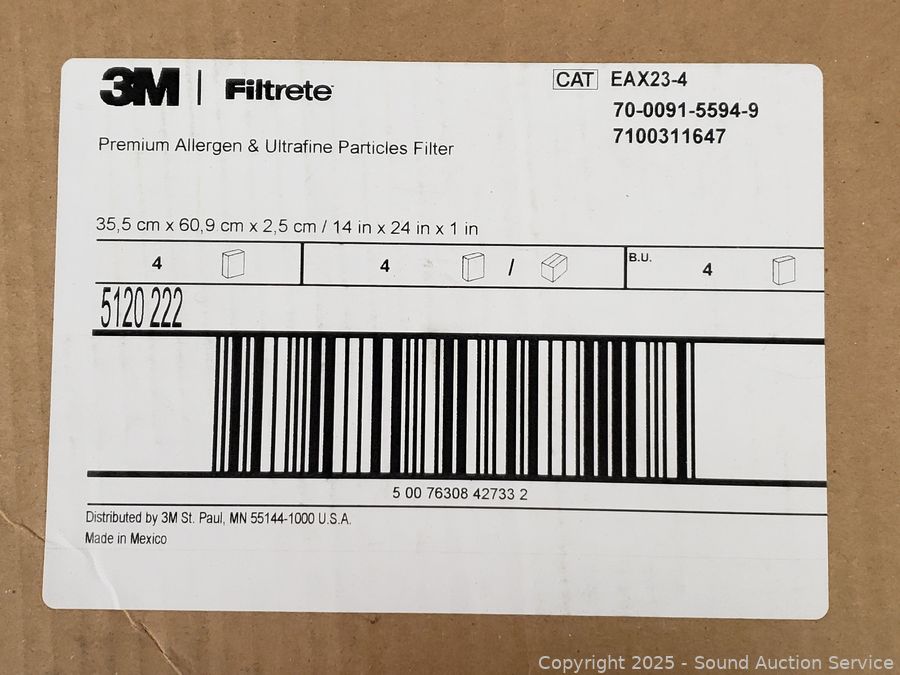 3M | Filtrete
CAT EAX23-4
70-0091-5594-9
7100311647
Premium Allergen & Ultrafine Particles Filter
35,5 cm x 60,9 cm x 2,5 cm / 14 in x 24 in x 1 in
4 4 / B.U. 4
5120 222
5 00 76308 42733 2
Distributed by 3M St. Paul, MN 55144-1000 U.S.A.
Made in Mexico
Copyright 2025 - Sound Auction Service